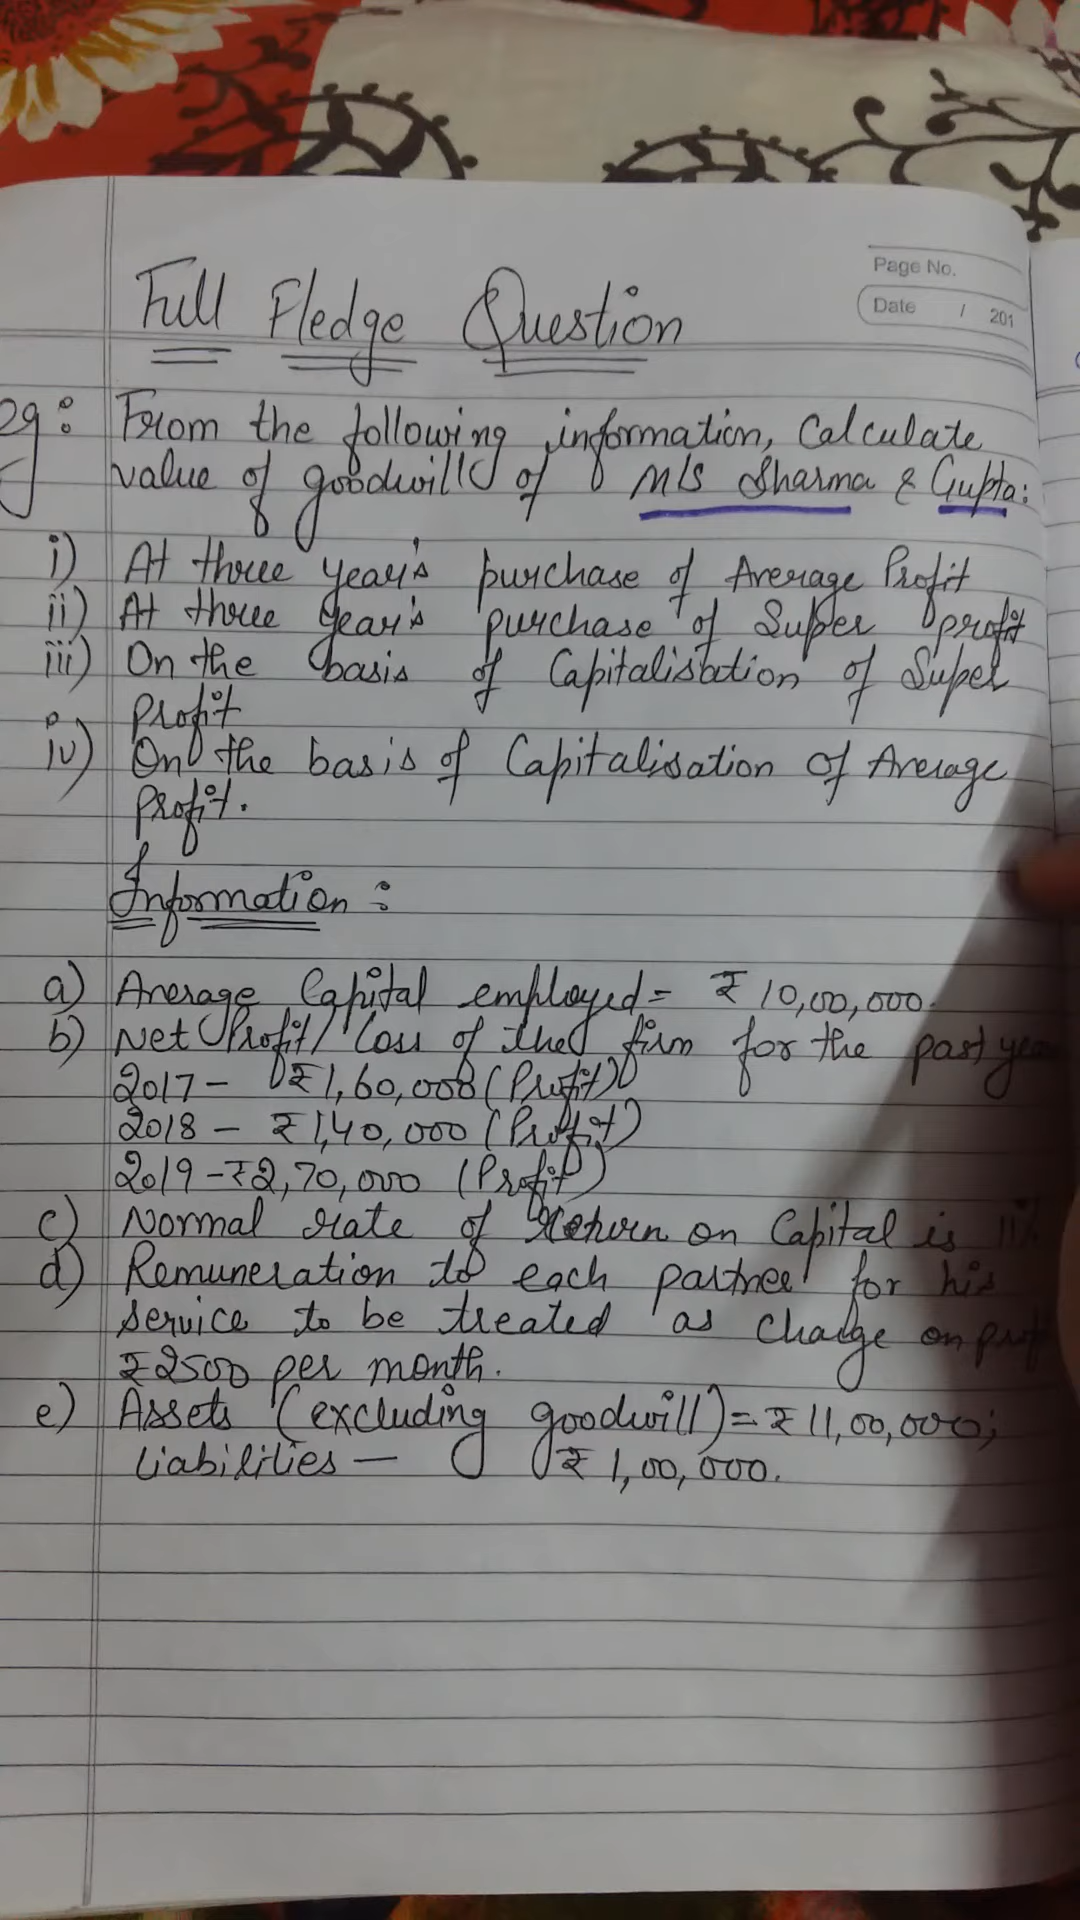 Page No.
Date / 201
Full Fledge Question
eg: From the following information, Calculate
value of goodwill of M/S Sharma & Gupta:
i) At three year's purchase of Average Profit
ii) At three year's purchase of Super profit
iii) On the basis of Capitalisation of Super
Profit
iv) On the basis of Capitalisation of Average
Profit.
Information :
a) Average Capital employed = ₹ 10,00,000.
b) Net Profit/Loss of the firm for the past
2017 - ₹1,60,000 (Profit)
2018 - ₹1,40,000 (Profit)
2019 - ₹2,70,000 (Profit)
c) Normal rate of return on Capital is
d) Remuneration to each partner for his
service to be treated as charge on
₹2500 per month.
e) Assets (excluding goodwill) = ₹ 11,00,000;
Liabilities — ₹ 1,00,000.